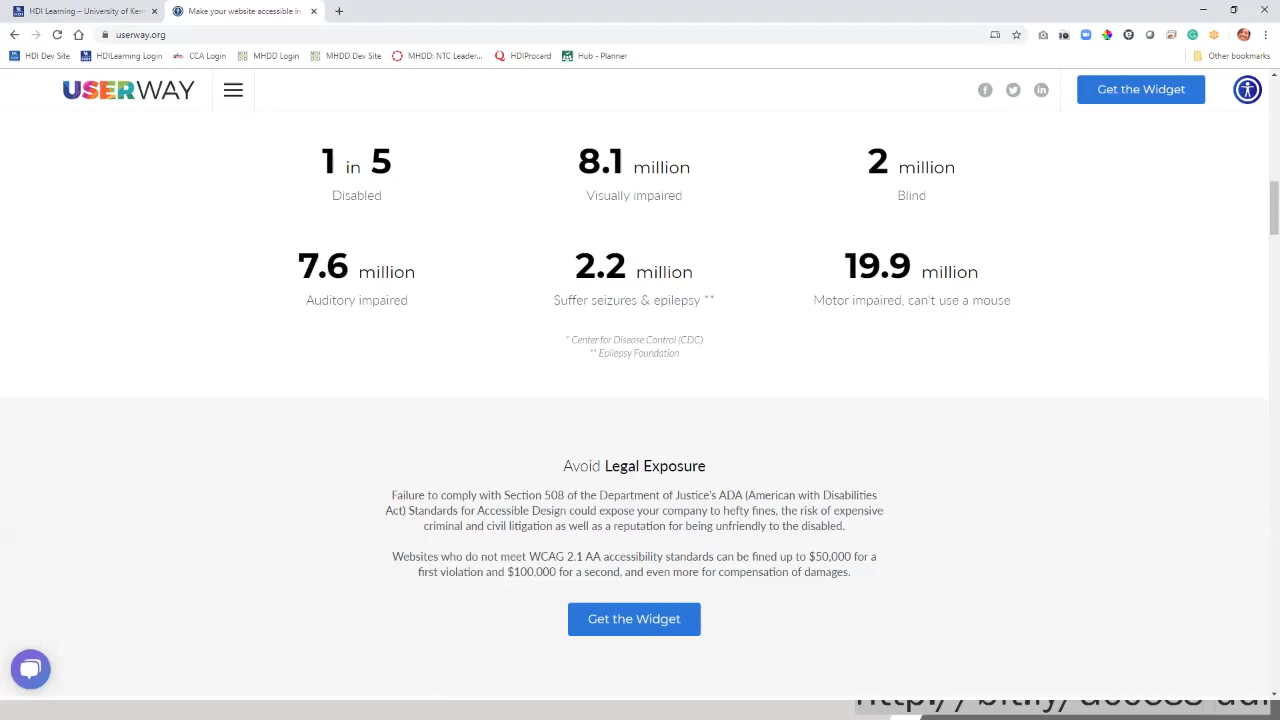 HDI Learning – University of Ken
Make your website accessible in
userway.org
HDI Dev Site
HDILearning Login
CCA Login
MHDD Login
MHDD Dev Site
MHDD: NTC Leader...
HDIProcard
Hub - Planner
Other bookmarks
USERWAY
Get the Widget
1 in 5
Disabled
8.1 million
Visually impaired
2 million
Blind
7.6 million
Auditory impaired
2.2 million
Suffer seizures & epilepsy **
19.9 million
Motor impaired, can't use a mouse
* Center for Disease Control (CDC)
** Epilepsy Foundation
Avoid Legal Exposure
Failure to comply with Section 508 of the Department of Justice's ADA (American with Disabilities
Act) Standards for Accessible Design could expose your company to hefty fines, the risk of expensive
criminal and civil litigation as well as a reputation for being unfriendly to the disabled.
Websites who do not meet WCAG 2.1 AA accessibility standards can be fined up to $50,000 for a
first violation and $100,000 for a second, and even more for compensation of damages.
Get the Widget